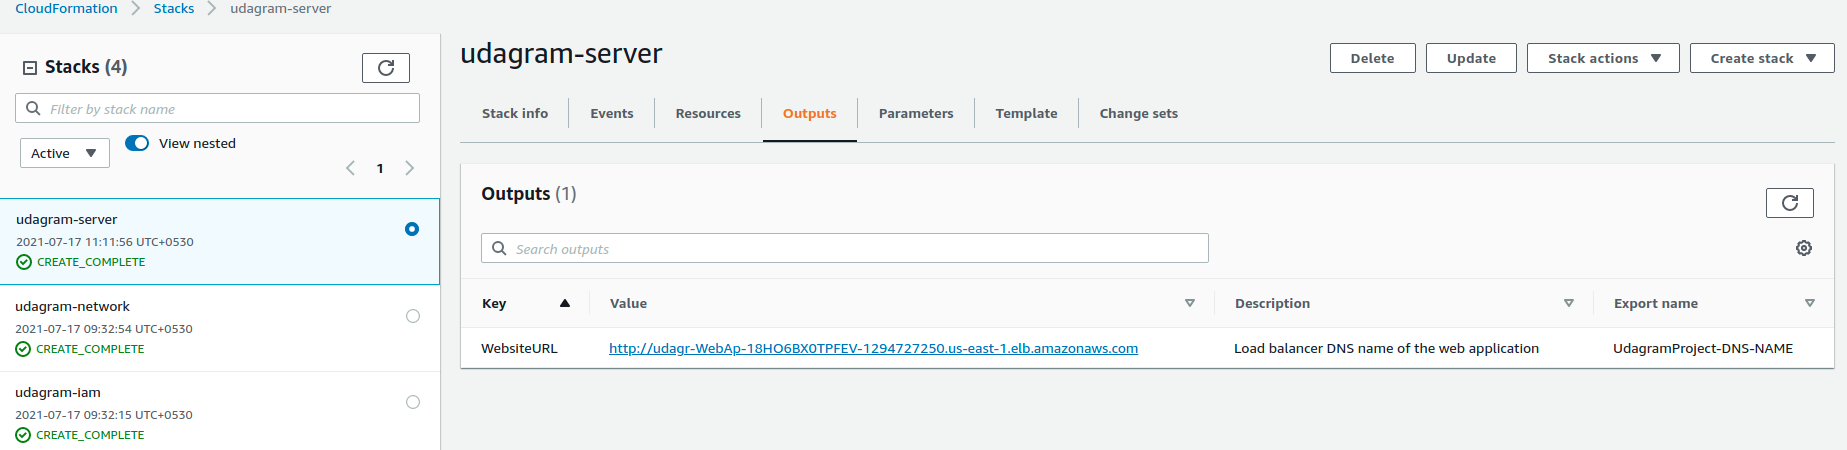 CloudFormation > Stacks > udagram-server
Stacks (4)
Filter by stack name
Active
View nested
1
udagram-server
2021-07-17 11:11:56 UTC+0530
CREATE_COMPLETE
udagram-network
2021-07-17 09:32:54 UTC+0530
CREATE_COMPLETE
udagram-iam
2021-07-17 09:32:15 UTC+0530
CREATE_COMPLETE
udagram-server
Delete Update Stack actions Create stack
Stack info Events Resources Outputs Parameters Template Change sets
Outputs (1)
Search outputs
Key Value Description Export name
WebsiteURL http://udagr-WebAp-18HO6BX0TPFEV-1294727250.us-east-1.elb.amazonaws.com Load balancer DNS name of the web application UdagramProject-DNS-NAME